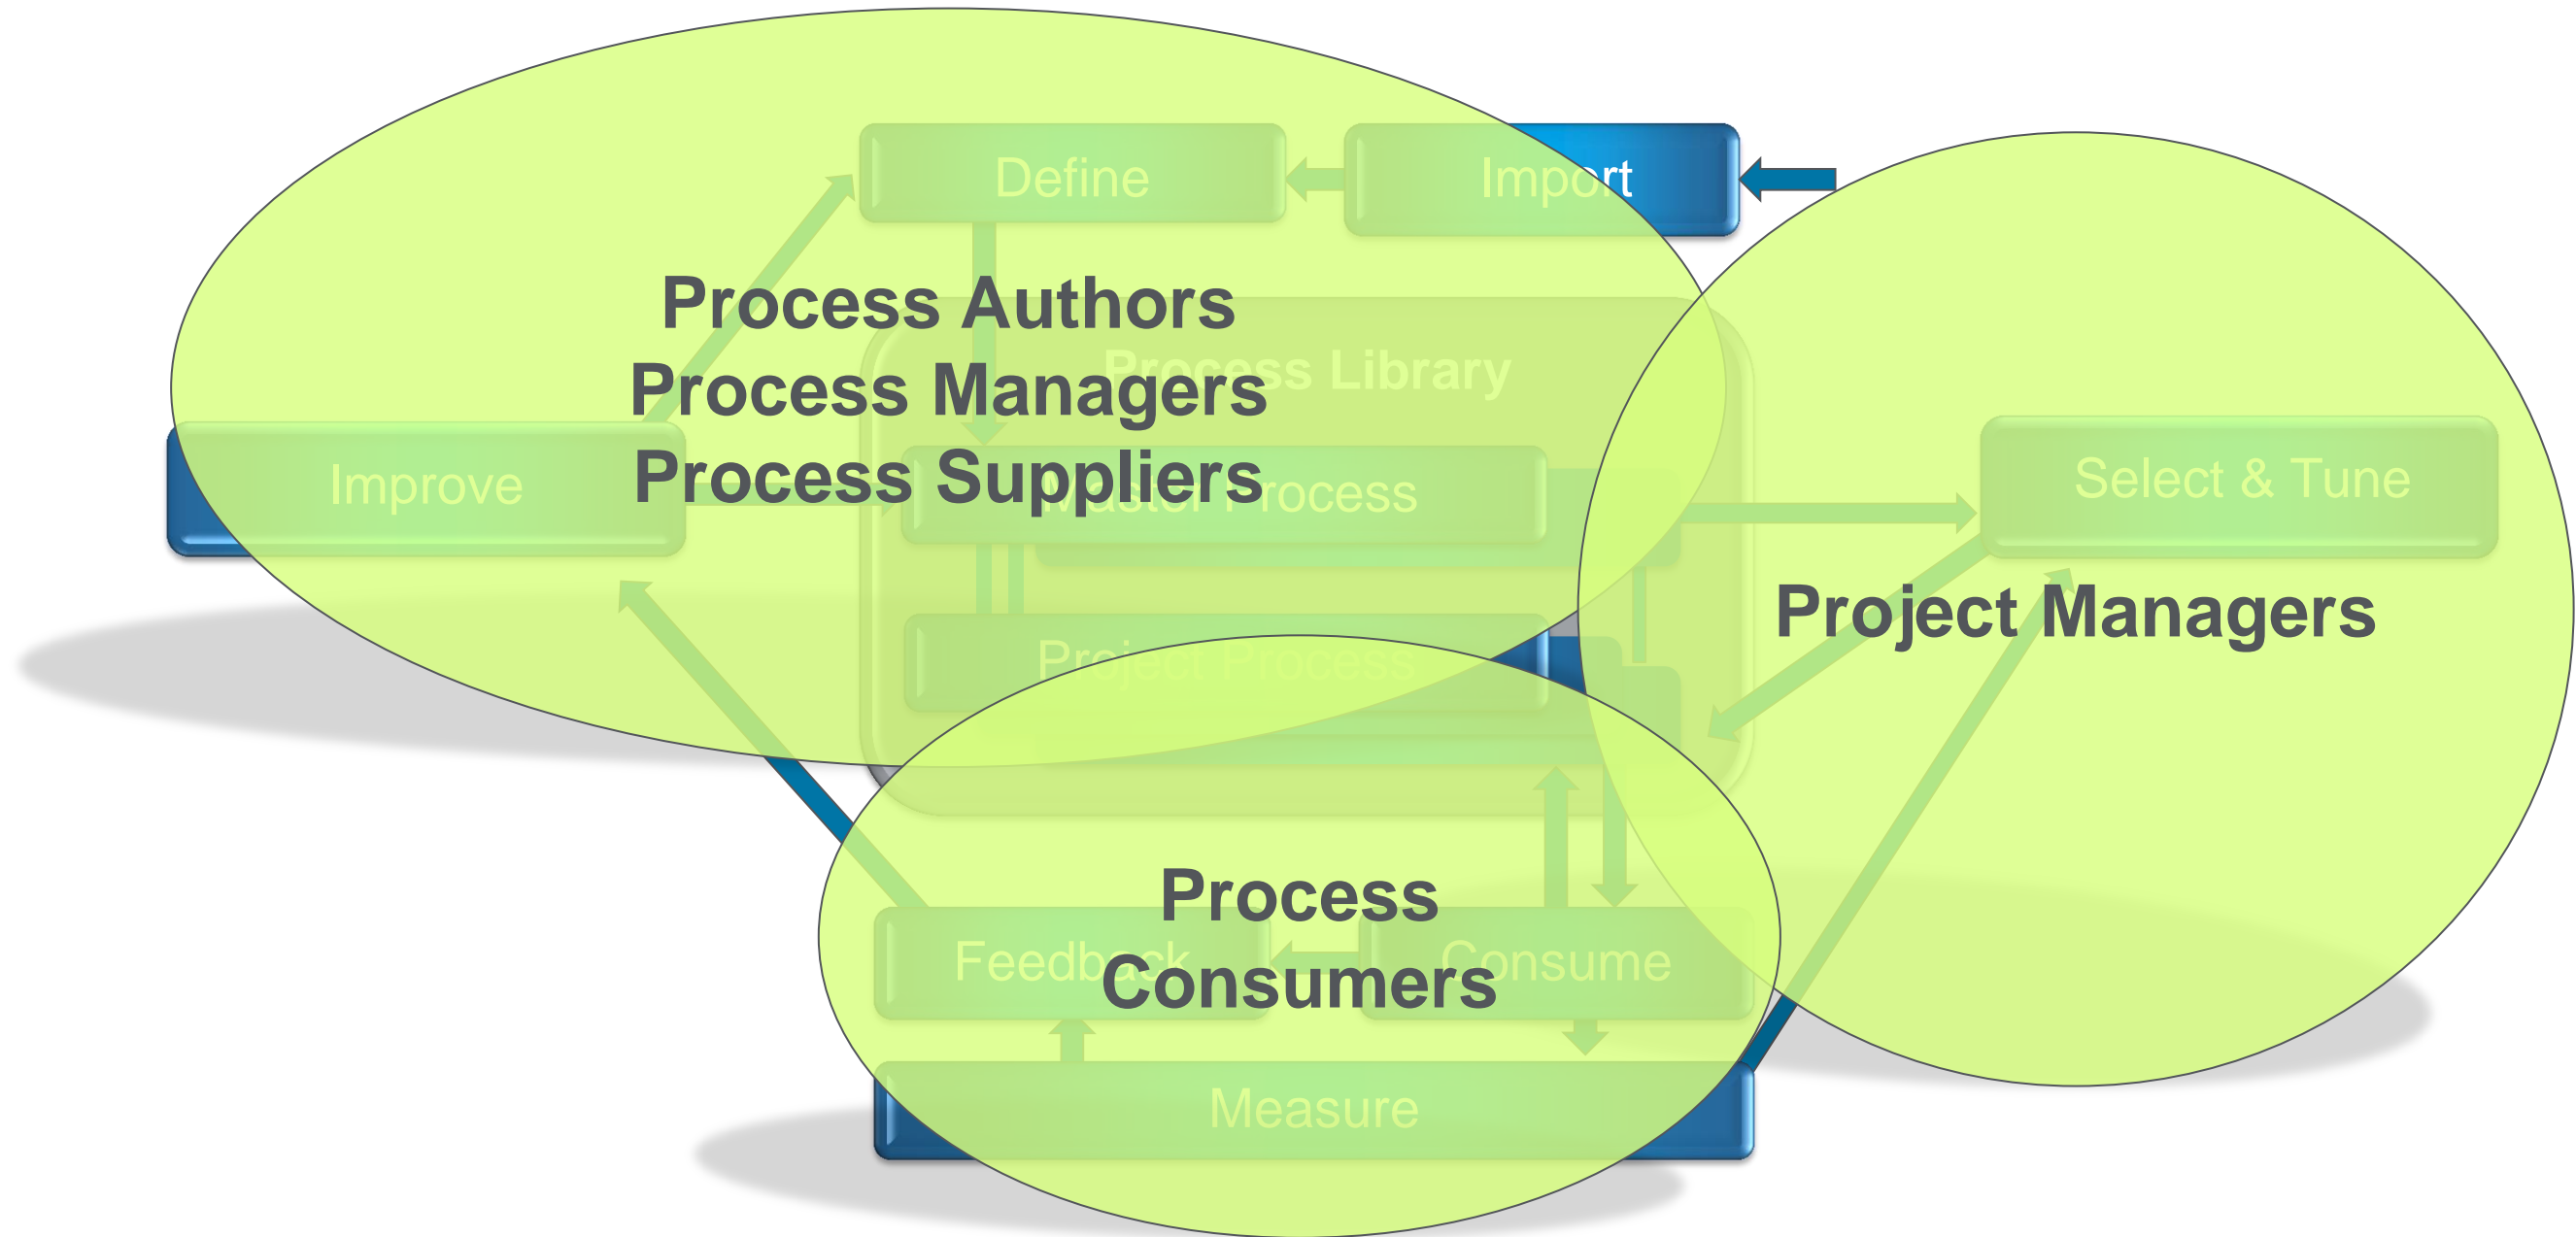 Define
Import
Process Authors
Process Library
Process Managers
Process Suppliers
Improve
Master Process
Select & Tune
Project Managers
Project Process
Process
Consumers
Feedback
Consume
Measure